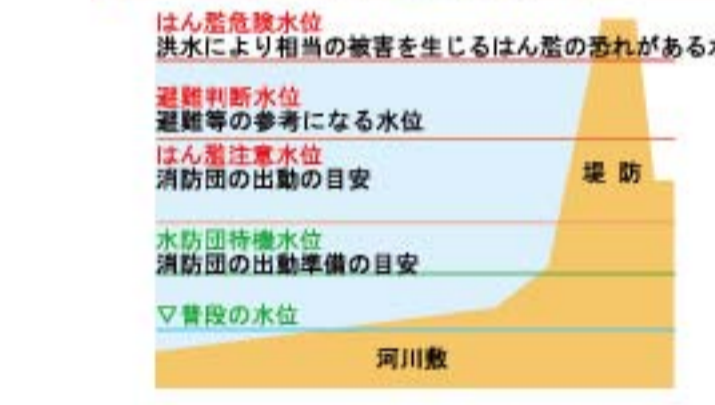 はん濫危険水位
洪水により相当の被害を生じるはん濫の恐れがある水
避難判断水位
避難等の参考になる水位
はん濫注意水位
消防団の出動の目安
堤 防
水防団待機水位
消防団の出動準備の目安
▽普段の水位
河川敷